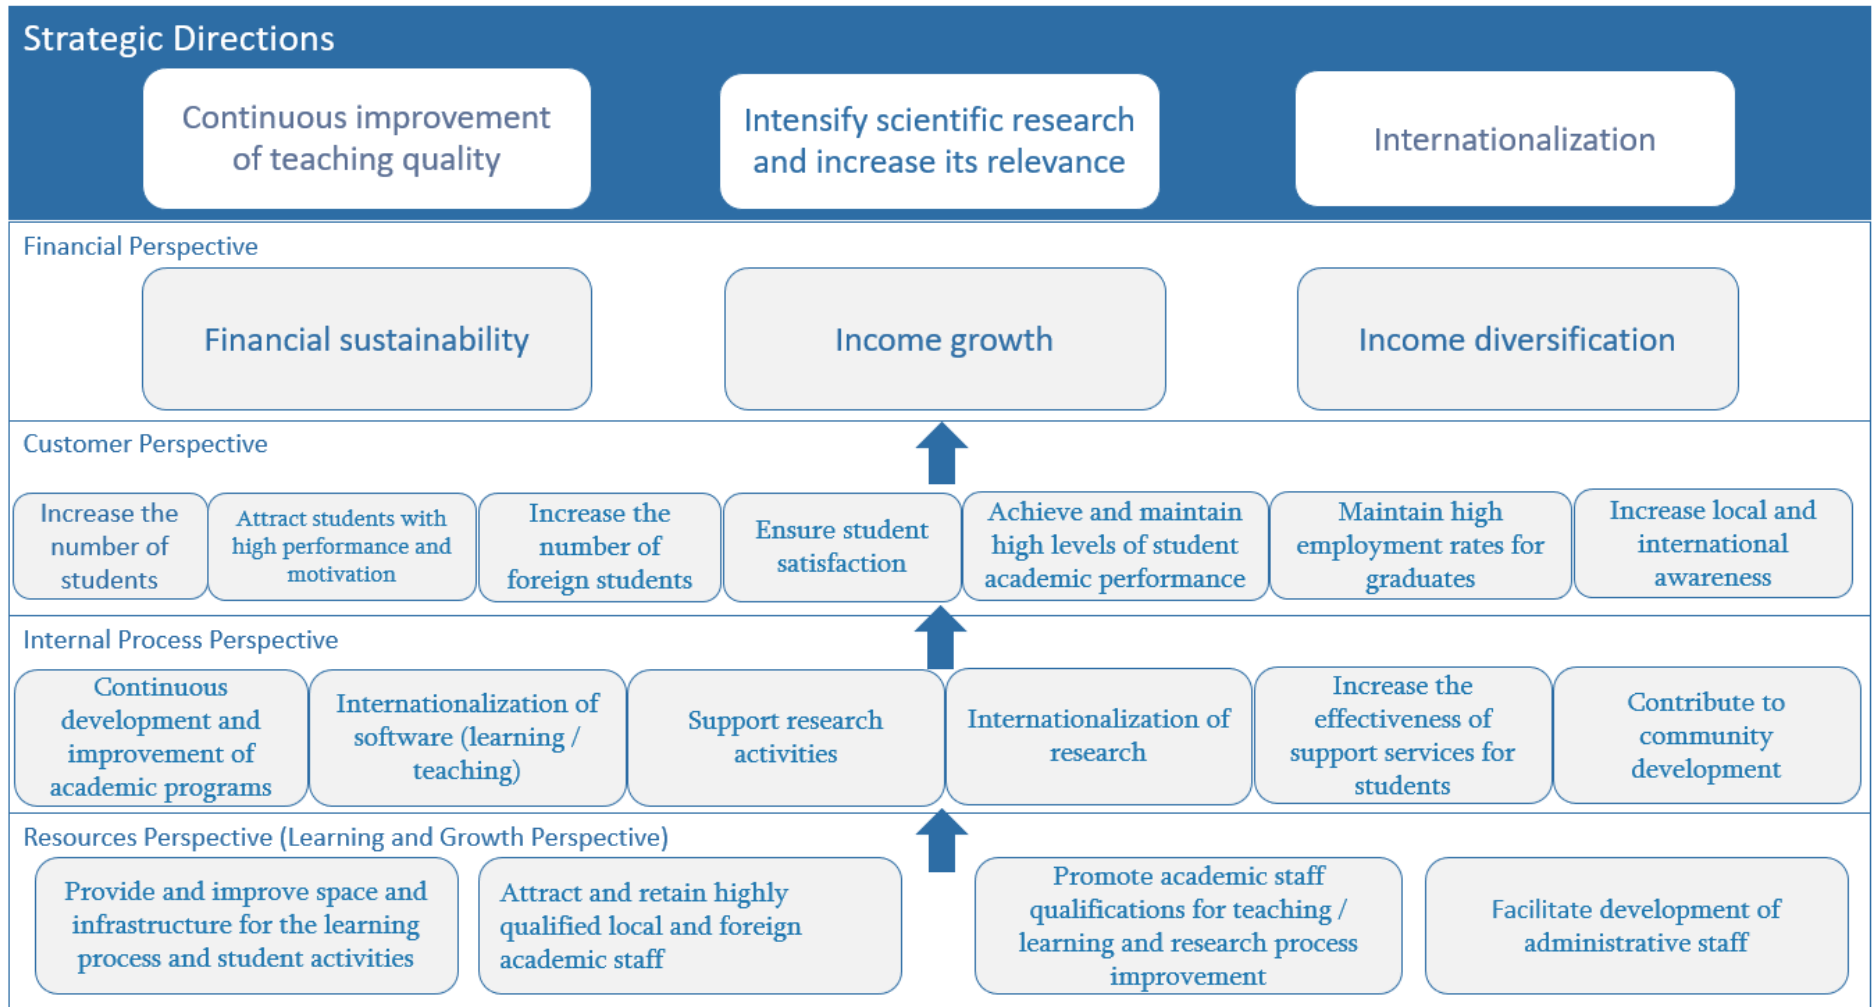 Strategic Directions
Continuous improvement
of teaching quality
Intensify scientific research
and increase its relevance
Internationalization
Financial Perspective
Financial sustainability
Income growth
Income diversification
Customer Perspective
Increase the
number of
students
Attract students with
high performance and
motivation
Increase the
number of
foreign students
Ensure student
satisfaction
Achieve and maintain
high levels of student
academic performance
Maintain high
employment rates for
graduates
Increase local and
international
awareness
Internal Process Perspective
Continuous
development and
improvement of
academic programs
Internationalization of
software (learning /
teaching)
Support research
activities
Internationalization of
research
Increase the
effectiveness of
support services for
students
Contribute to
community
development
Resources Perspective (Learning and Growth Perspective)
Provide and improve space and
infrastructure for the learning
process and student activities
Attract and retain highly
qualified local and foreign
academic staff
Promote academic staff
qualifications for teaching /
learning and research process
improvement
Facilitate development of
administrative staff